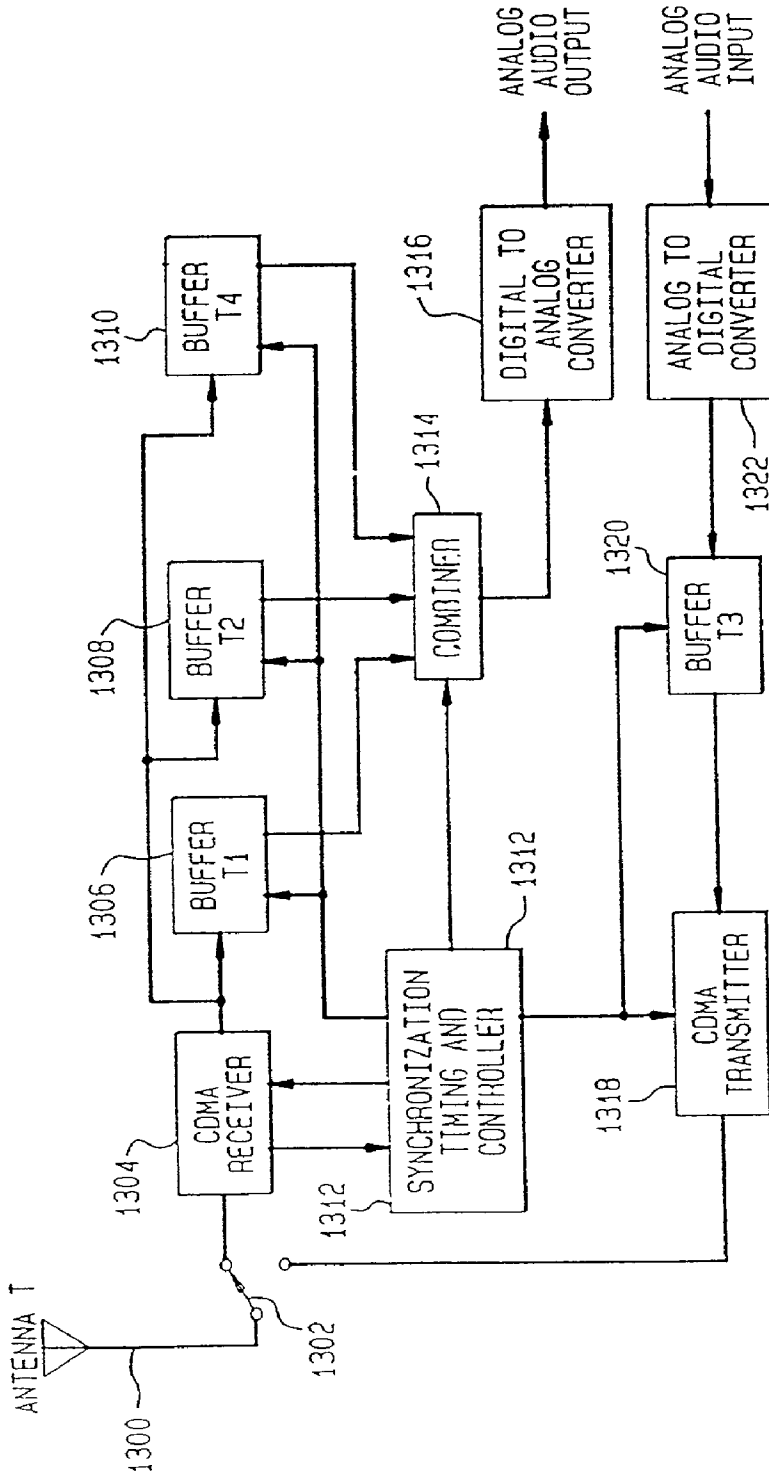 ANTENNA T
1300
1302
1304
CDMA
RECEIVER
1306
BUFFER
T1
1308
BUFFER
T2
1310
BUFFER
T4
1312
SYNCHRONIZATION
TIMING AND
CONTROLLER
1312
COMBINER
1314
DIGITAL TO
ANALOG
CONVERTER
1316
ANALOG
AUDIO
OUTPUT
1318
CDMA
TRANSMITTER
BUFFER
T3
1320
ANALOG TO
DIGITAL
CONVERTER
1322
ANALOG
AUDIO
INPUT